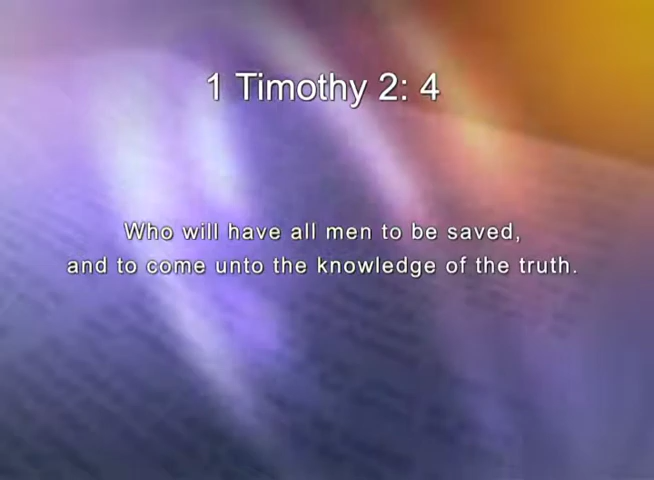 1 Timothy 2: 4
Who will have all men to be saved,
and to come unto the knowledge of the truth.